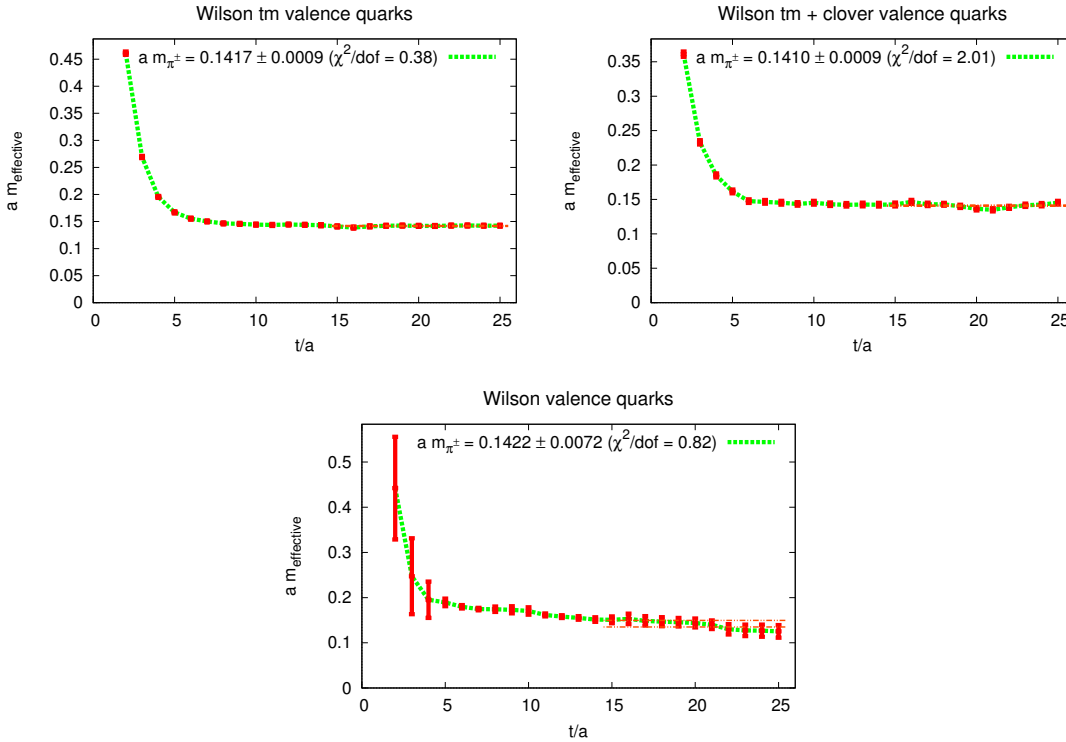 Wilson tm valence quarks
a m_π± = 0.1417 ± 0.0009 (χ²/dof = 0.38)
0.45
0.4
0.35
0.3
0.25
0.2
0.15
0.1
0.05
0
a m_effective
0 5 10 15 20 25
t/a
Wilson tm + clover valence quarks
a m_π± = 0.1410 ± 0.0009 (χ²/dof = 2.01)
0.35
0.3
0.25
0.2
0.15
0.1
0.05
0
a m_effective
0 5 10 15 20 25
t/a
Wilson valence quarks
a m_π± = 0.1422 ± 0.0072 (χ²/dof = 0.82)
0.5
0.4
0.3
0.2
0.1
0
a m_effective
0 5 10 15 20 25
t/a